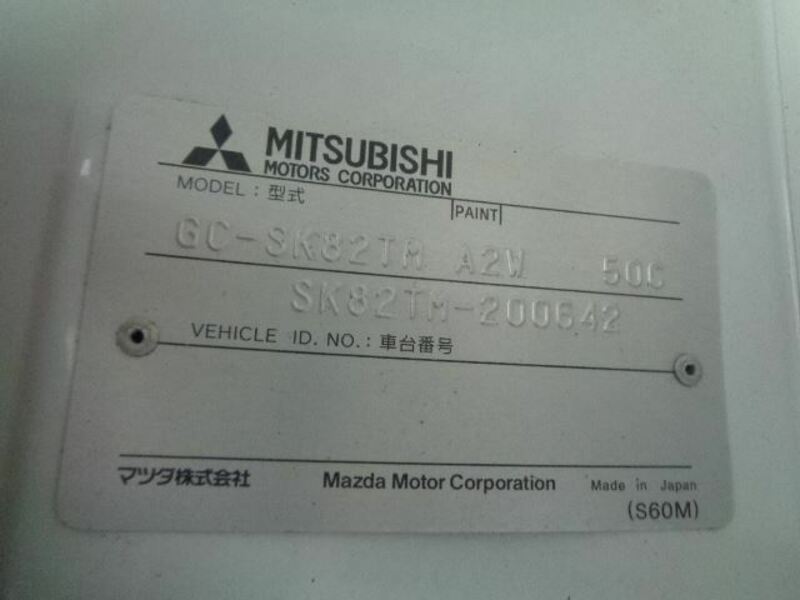 MITSUBISHI
MOTORS CORPORATION
MODEL : 型式
PAINT
GC-SK82TM A2W 50C
SK82TM-200642
VEHICLE ID. NO. : 車台番号
マツダ株式会社 Mazda Motor Corporation Made in Japan
(S60M)